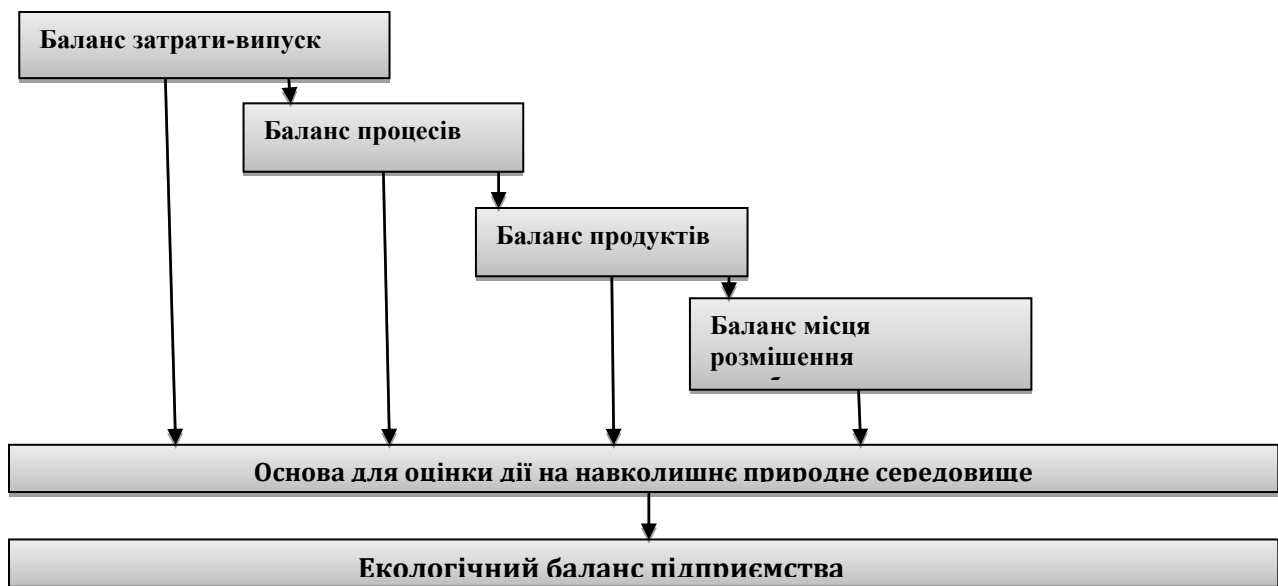 Баланс затрати-випуск
Баланс процесів
Баланс продуктів
Баланс місця
розмішення
Основа для оцінки дії на навколишнє природне середовище
Екологічний баланс підприємства